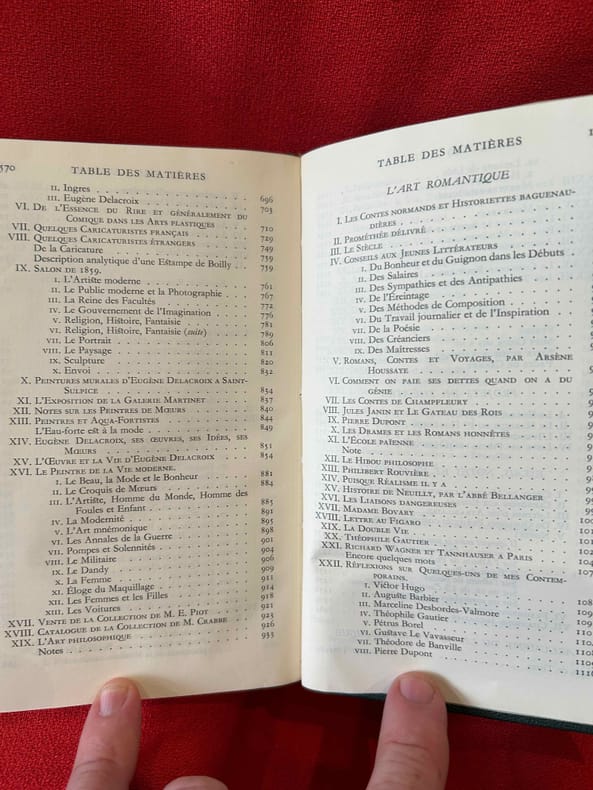 570 TABLE DES MATIÈRES
II. Ingres 696
III. Eugène Delacroix 703
VI. De l'Essence du Rire et généralement du
Comique dans les Arts plastiques 710
VII. Quelques Caricaturistes français 729
VIII. Quelques Caricaturistes étrangers 749
De la Caricature 759
Description analytique d'une Estampe de Boilly 759
IX. Salon de 1859.
I. L'Artiste moderne 761
II. Le Public moderne et la Photographie 767
III. La Reine des Facultés 772
IV. Le Gouvernement de l'Imagination 776
V. Religion, Histoire, Fantaisie 781
VI. Religion, Histoire, Fantaisie (suite) 789
VII. Le Portrait 806
VIII. Le Paysage 811
IX. Sculpture 820
X. Envoi 832
X. Peintures murales d'Eugène Delacroix a Saint-
Sulpice 834
XI. L'Exposition de la Galerie Martinet 837
XII. Notes sur les Peintres de Mœurs 840
XIII. Peintres et Aqua-Fortistes 844
L'Eau-forte est à la mode 849
XIV. Eugène Delacroix, ses œuvres, ses idées, ses
Mœurs 851
XV. L'Œuvre et la Vie d'Eugène Delacroix 854
XVI. Le Peintre de la Vie moderne.
I. Le Beau, la Mode et le Bonheur 881
II. Le Croquis de Mœurs 884
III. L'Artiste, Homme du Monde, Homme des
Foules et Enfant 885
IV. La Modernité 891
V. L'Art mnémonique 895
VI. Les Annales de la Guerre 898
VII. Pompes et Solennités 904
VIII. Le Militaire 906
IX. Le Dandy 909
X. La Femme 911
XI. Éloge du Maquillage 914
XII. Les Femmes et les Filles 918
XIII. Les Voitures 921
XVII. Vente de la Collection de M. E. Piot 923
XVIII. Catalogue de la Collection de M. Crabbe 926
XIX. L'Art philosophique 933
Notes
TABLE DES MATIÈRES
L'ART ROMANTIQUE
I. Les Contes normands et Historiettes baguenau-
dières
II. Prométhée délivré
III. Le Siècle
IV. Conseils aux Jeunes Littérateurs
I. Du Bonheur et du Guignon dans les Débuts
II. Des Salaires
III. Des Sympathies et des Antipathies
IV. De l'Éreintage
V. Des Méthodes de Composition
VI. Du Travail journalier et de l'Inspiration
VII. De la Poésie
VIII. Des Créanciers
IX. Des Maîtresses
V. Romans, Contes et Voyages, par Arsène
Houssaye
VI. Comment on paie ses dettes quand on a du
génie
VII. Les Contes de Champfleury
VIII. Jules Janin et Le Gateau des Rois
IX. Pierre Dupont
X. Les Drames et les Romans honnêtes
XI. L'École païenne
Note
XII. Le Hibou philosophe
XIII. Philibert Rouvière
XIV. Puisque Réalisme il y a
XV. Histoire de Neuilly, par l'abbé Bellanger
XVI. Les Liaisons dangereuses
XVII. Madame Bovary
XVIII. Lettre au Figaro
XIX. La Double Vie
XX. Théophile Gautier
XXI. Richard Wagner et Tannhauser a Paris
Encore quelques mots
XXII. Réflexions sur Quelques-uns de mes Contem-
porains.
I. Victor Hugo
II. Auguste Barbier
III. Marceline Desbordes-Valmore
IV. Théophile Gautier
V. Pétrus Borel
VI. Gustave Le Vavasseur
VII. Théodore de Banville
VIII. Pierre Dupont